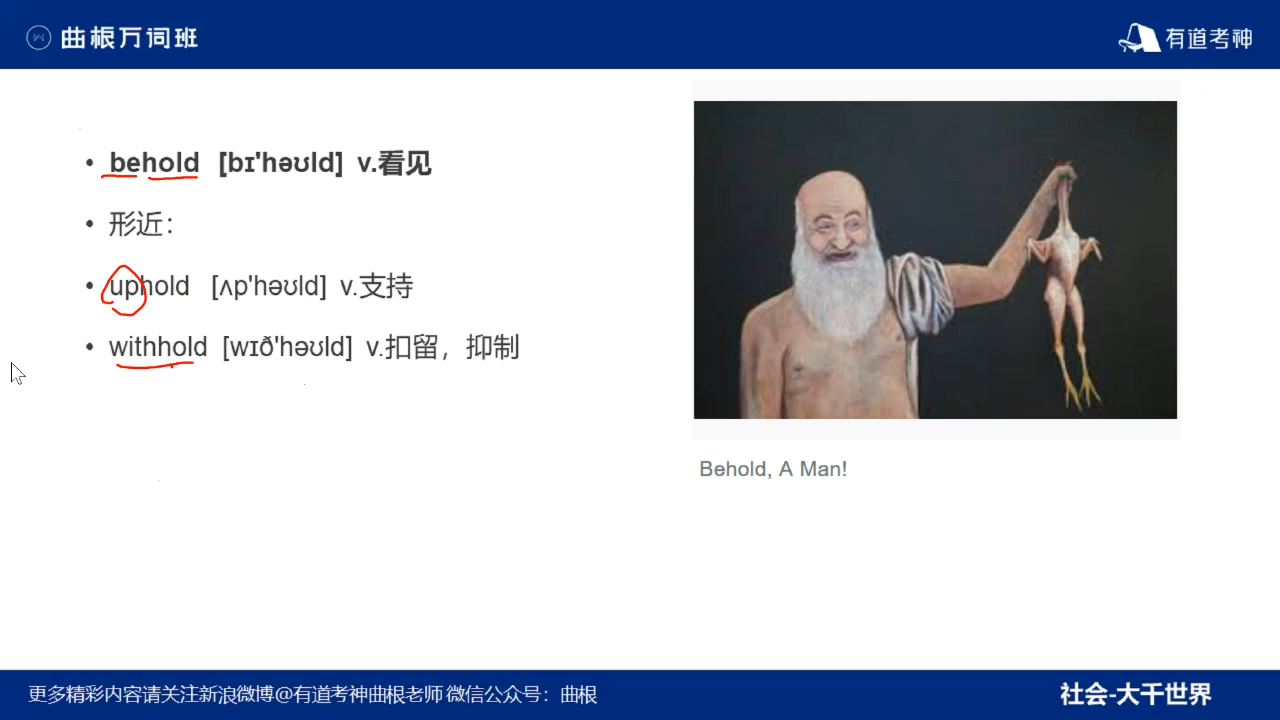 曲根万词班
有道考神
• behold [bɪ'həʊld] v.看见
• 形近：
• uphold [ʌp'həʊld] v.支持
• withhold [wɪð'həʊld] v.扣留，抑制
Behold, A Man!
更多精彩内容请关注新浪微博@有道考神曲根老师 微信公众号：曲根
社会-大千世界